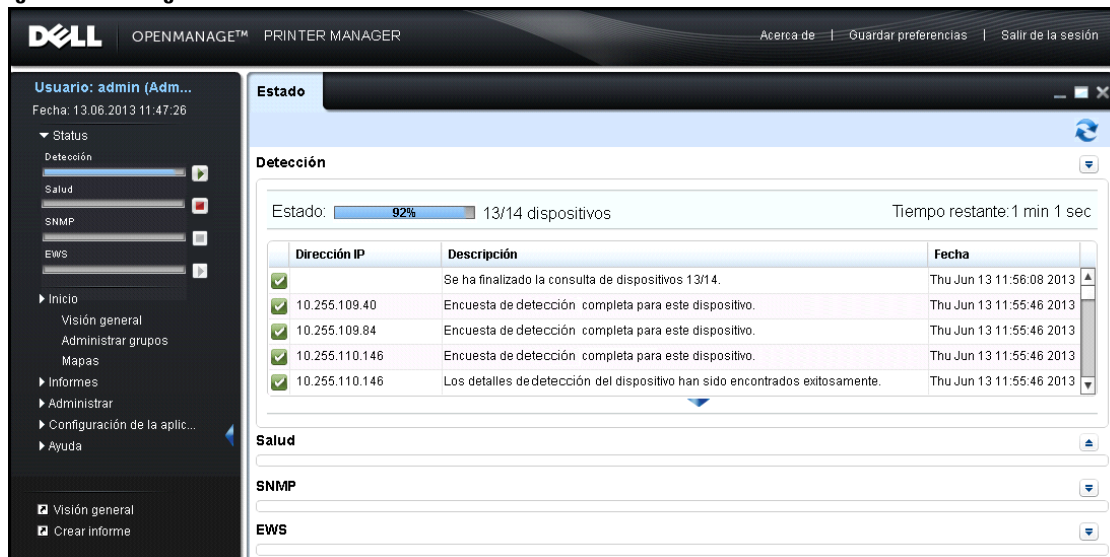 DELL OPENMANAGE™ PRINTER MANAGER
Acerca de | Guardar preferencias | Salir de la sesión
Usuario: admin (Adm...
Fecha: 13.06.2013 11:47:26
Status
Detección
Salud
SNMP
EWS
Inicio
Visión general
Administrar grupos
Mapas
Informes
Administrar
Configuración de la aplic...
Ayuda
Visión general
Crear informe
Estado
Detección
Estado: 92% 13/14 dispositivos Tiempo restante:1 min 1 sec
Dirección IP Descripción Fecha
Se ha finalizado la consulta de dispositivos 13/14. Thu Jun 13 11:56:08 2013
10.255.109.40 Encuesta de detección completa para este dispositivo. Thu Jun 13 11:55:46 2013
10.255.109.84 Encuesta de detección completa para este dispositivo. Thu Jun 13 11:55:46 2013
10.255.110.146 Encuesta de detección completa para este dispositivo. Thu Jun 13 11:55:46 2013
10.255.110.146 Los detalles de detección del dispositivo han sido encontrados exitosamente. Thu Jun 13 11:55:46 2013
Salud
SNMP
EWS